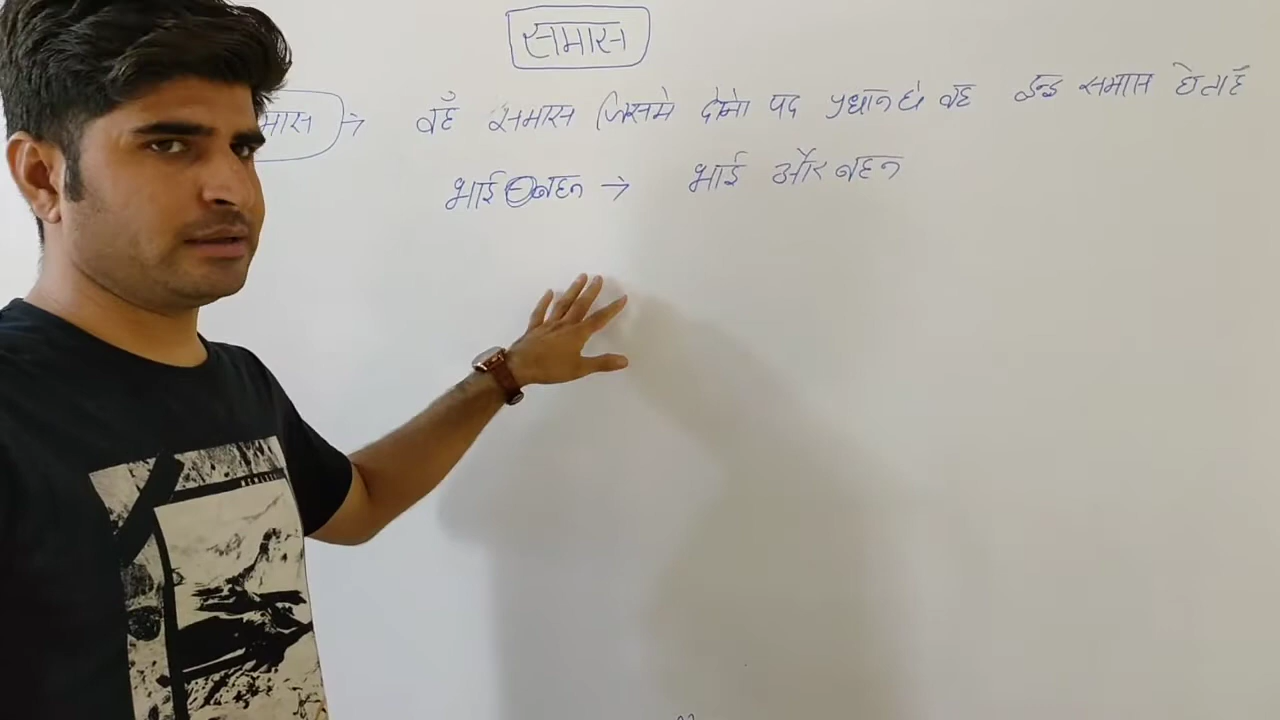 समास
मास → वहँ समास जिसमे दोनो पद प्रधान हो वह द्वन्द्व समास होता हैं
भाई-बहन → भाई और बहन